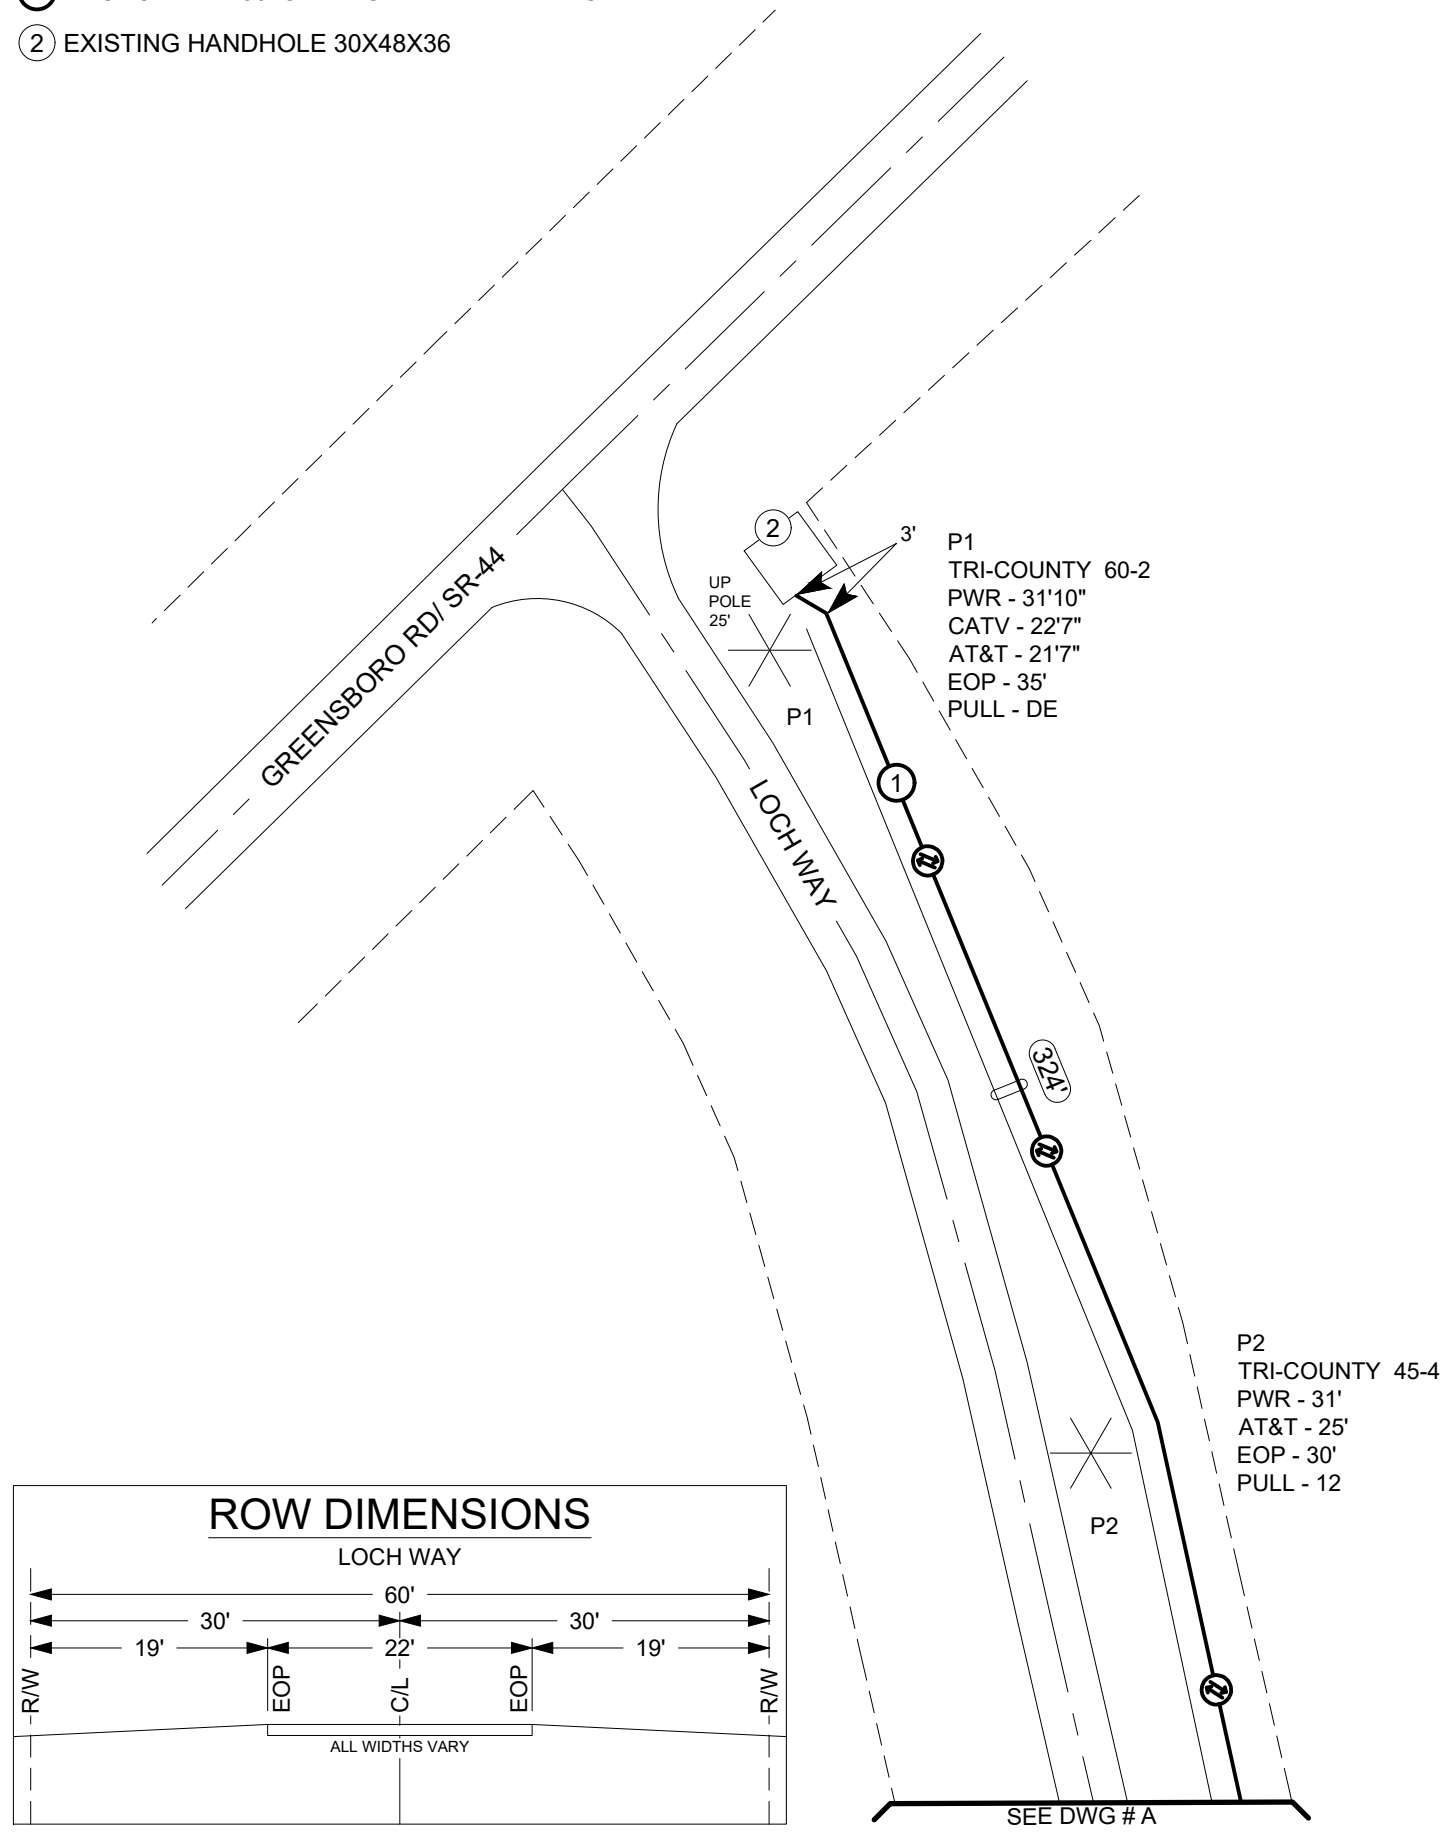 2 EXISTING HANDHOLE 30X48X36
2
3'
UP
POLE
25'
P1
TRI-COUNTY 60-2
PWR - 31'10"
CATV - 22'7"
AT&T - 21'7"
EOP - 35'
PULL - DE
P1
GREENSBORO RD/ SR-44
1
LOCH WAY
324'
P2
TRI-COUNTY 45-4
PWR - 31'
AT&T - 25'
EOP - 30'
PULL - 12
P2
ROW DIMENSIONS
LOCH WAY
60'
30' 30'
19' 22' 19'
R/W EOP C/L EOP R/W
ALL WIDTHS VARY
SEE DWG # A